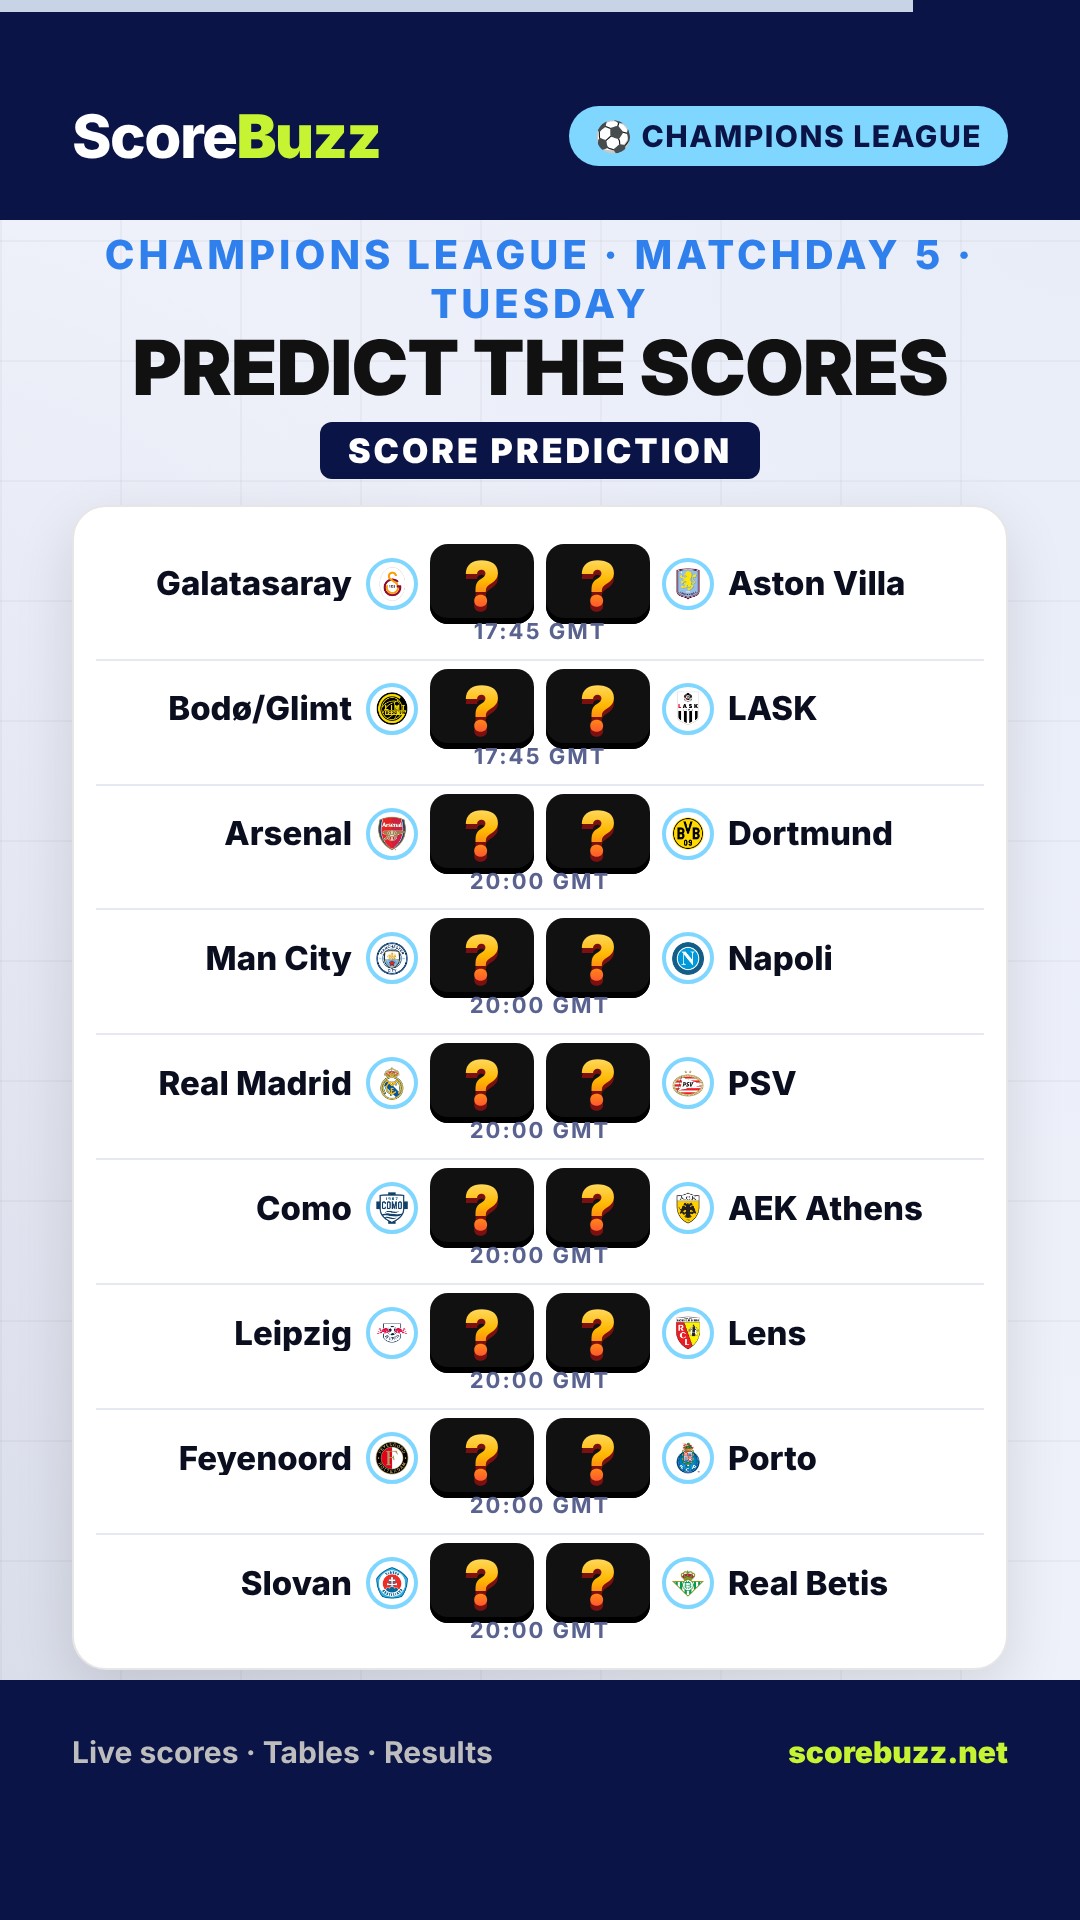 ScoreBuzz
⚽ CHAMPIONS LEAGUE
CHAMPIONS LEAGUE · MATCHDAY 5 ·
TUESDAY
PREDICT THE SCORES
SCORE PREDICTION
Galatasaray ? ? Aston Villa
17:45 GMT
Bodø/Glimt ? ? LASK
17:45 GMT
Arsenal ? ? Dortmund
20:00 GMT
Man City ? ? Napoli
20:00 GMT
Real Madrid ? ? PSV
20:00 GMT
Como ? ? AEK Athens
20:00 GMT
Leipzig ? ? Lens
20:00 GMT
Feyenoord ? ? Porto
20:00 GMT
Slovan ? ? Real Betis
20:00 GMT
Live scores · Tables · Results
scorebuzz.net